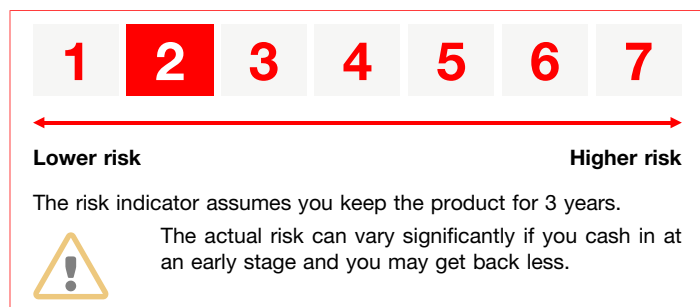 1 2 3 4 5 6 7
Lower risk Higher risk
The risk indicator assumes you keep the product for 3 years.
The actual risk can vary significantly if you cash in at
an early stage and you may get back less.